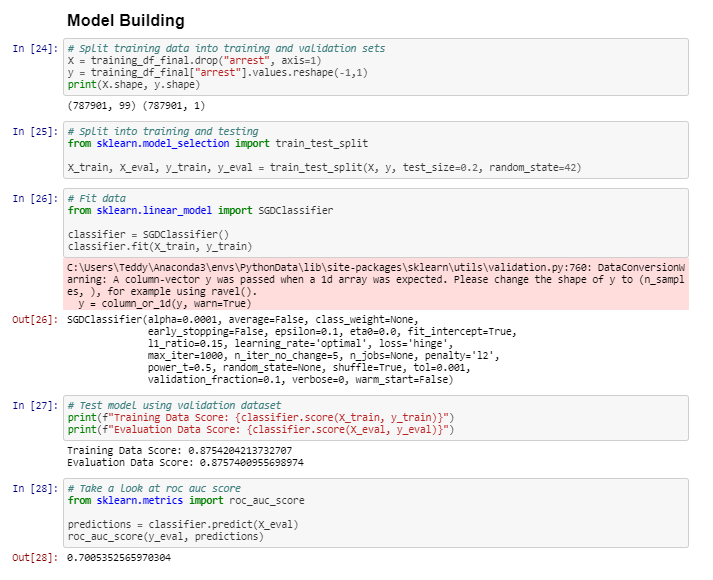 Model Building
In [24]: # Split training data into training and validation sets
X = training_df_final.drop("arrest", axis=1)
y = training_df_final["arrest"].values.reshape(-1,1)
print(X.shape, y.shape)
(787901, 99) (787901, 1)
In [25]: # Split into training and testing
from sklearn.model_selection import train_test_split
X_train, X_eval, y_train, y_eval = train_test_split(X, y, test_size=0.2, random_state=42)
In [26]: # Fit data
from sklearn.linear_model import SGDClassifier
classifier = SGDClassifier()
classifier.fit(X_train, y_train)
C:\Users\Teddy\Anaconda3\envs\PythonData\lib\site-packages\sklearn\utils\validation.py:760: DataConversionW
arning: A column-vector y was passed when a 1d array was expected. Please change the shape of y to (n_sampl
es, ), for example using ravel().
y = column_or_1d(y, warn=True)
Out[26]: SGDClassifier(alpha=0.0001, average=False, class_weight=None,
early_stopping=False, epsilon=0.1, eta0=0.0, fit_intercept=True,
l1_ratio=0.15, learning_rate='optimal', loss='hinge',
max_iter=1000, n_iter_no_change=5, n_jobs=None, penalty='l2',
power_t=0.5, random_state=None, shuffle=True, tol=0.001,
validation_fraction=0.1, verbose=0, warm_start=False)
In [27]: # Test model using validation dataset
print(f"Training Data Score: {classifier.score(X_train, y_train)}")
print(f"Evaluation Data Score: {classifier.score(X_eval, y_eval)}")
Training Data Score: 0.8754204213732707
Evaluation Data Score: 0.8757400955698974
In [28]: # Take a look at roc auc score
from sklearn.metrics import roc_auc_score
predictions = classifier.predict(X_eval)
roc_auc_score(y_eval, predictions)
Out[28]: 0.7005352565970304